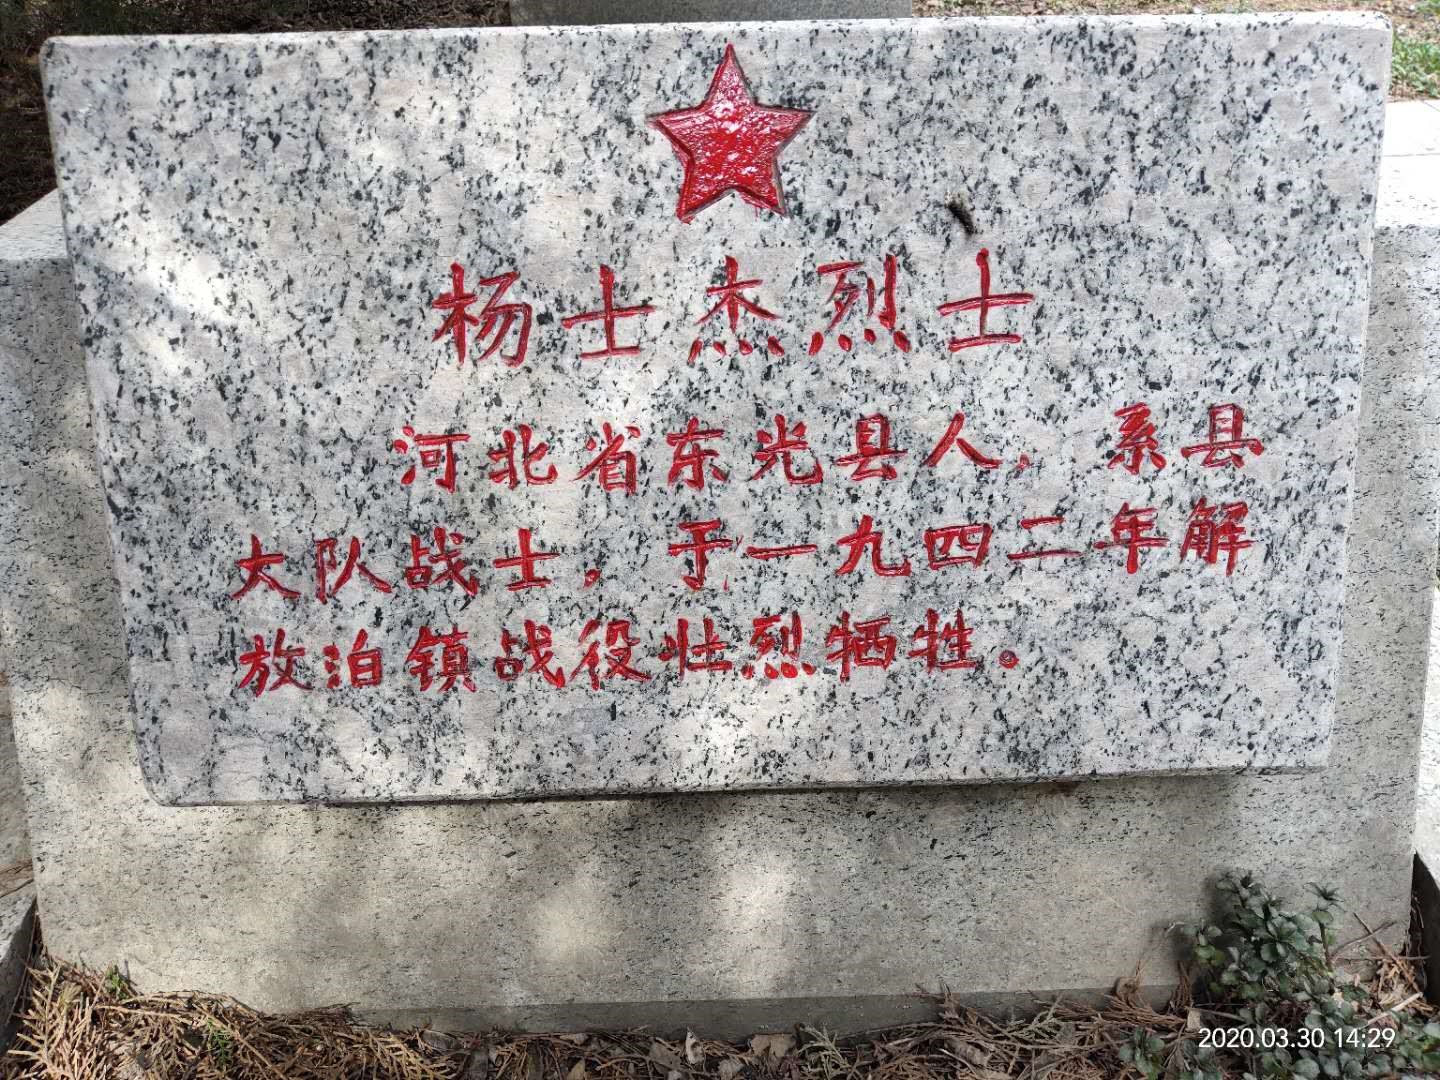 杨士杰烈士
河北省东光县人，系县
大队战士，于一九四二年解
放泊镇战役壮烈牺牲。
2020.03.30 14:29